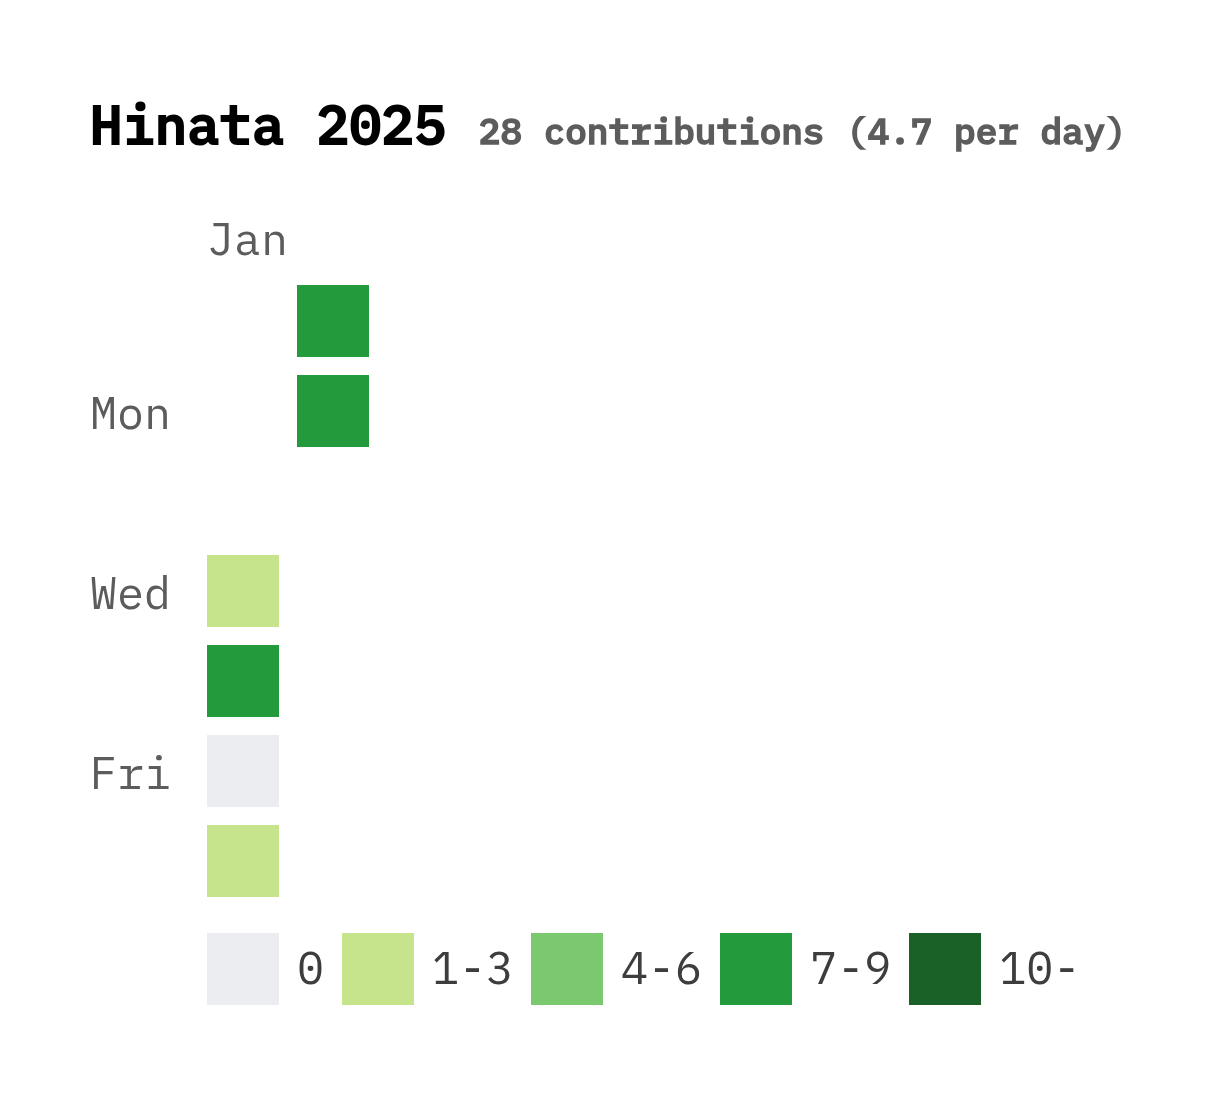 Hinata 2025 28 contributions (4.7 per day)
Jan
Mon
Wed
Fri
0 1-3 4-6 7-9 10-